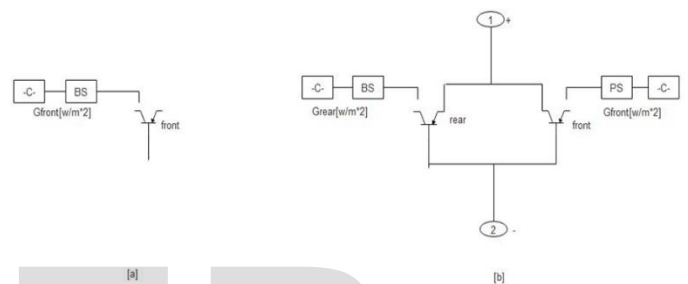 1 +
-C- BS
Gfront[w/m^2]
front
-C- BS
Grear[w/m^2]
rear
PS -C-
Gfront[w/m^2]
front
2 -
[a]
[b]